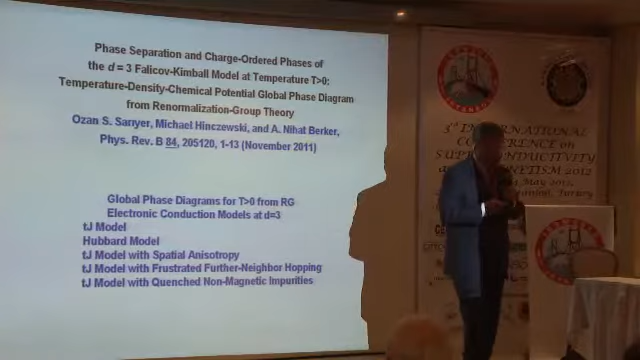 Phase Separation and Charge-Ordered Phases of
the d = 3 Falicov-Kimball Model at Temperature T>0:
Temperature-Density-Chemical Potential Global Phase Diagram
from Renormalization-Group Theory
Ozan S. Sarıyer, Michael Hinczewski, and A. Nihat Berker,
Phys. Rev. B 84, 205120, 1-13 (November 2011)
Global Phase Diagrams for T>0 from RG
Electronic Conduction Models at d=3
tJ Model
Hubbard Model
tJ Model with Spatial Anisotropy
tJ Model with Frustrated Further-Neighbor Hopping
tJ Model with Quenched Non-Magnetic Impurities
3rd INTERNATIONAL
CONFERENCE on
2012
May 2012,
Turkey